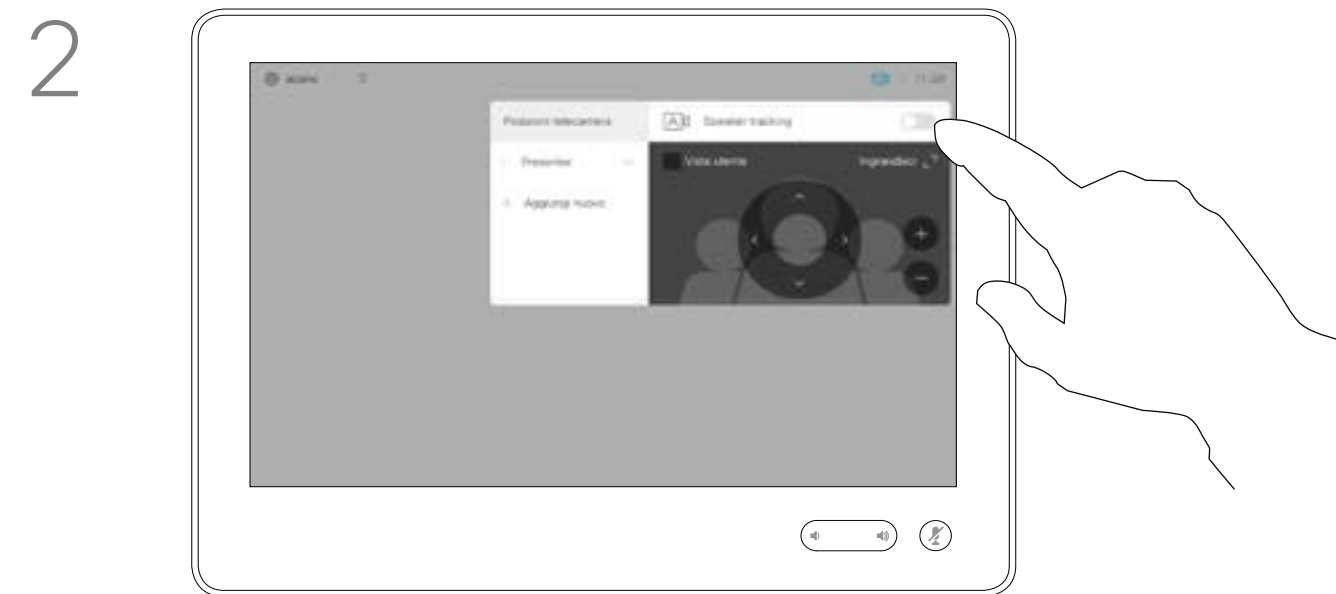 2
Posizioni telecamera
Speaker tracking
Presenter
Vista utente
Ingrandisci
Aggiungi nuovo